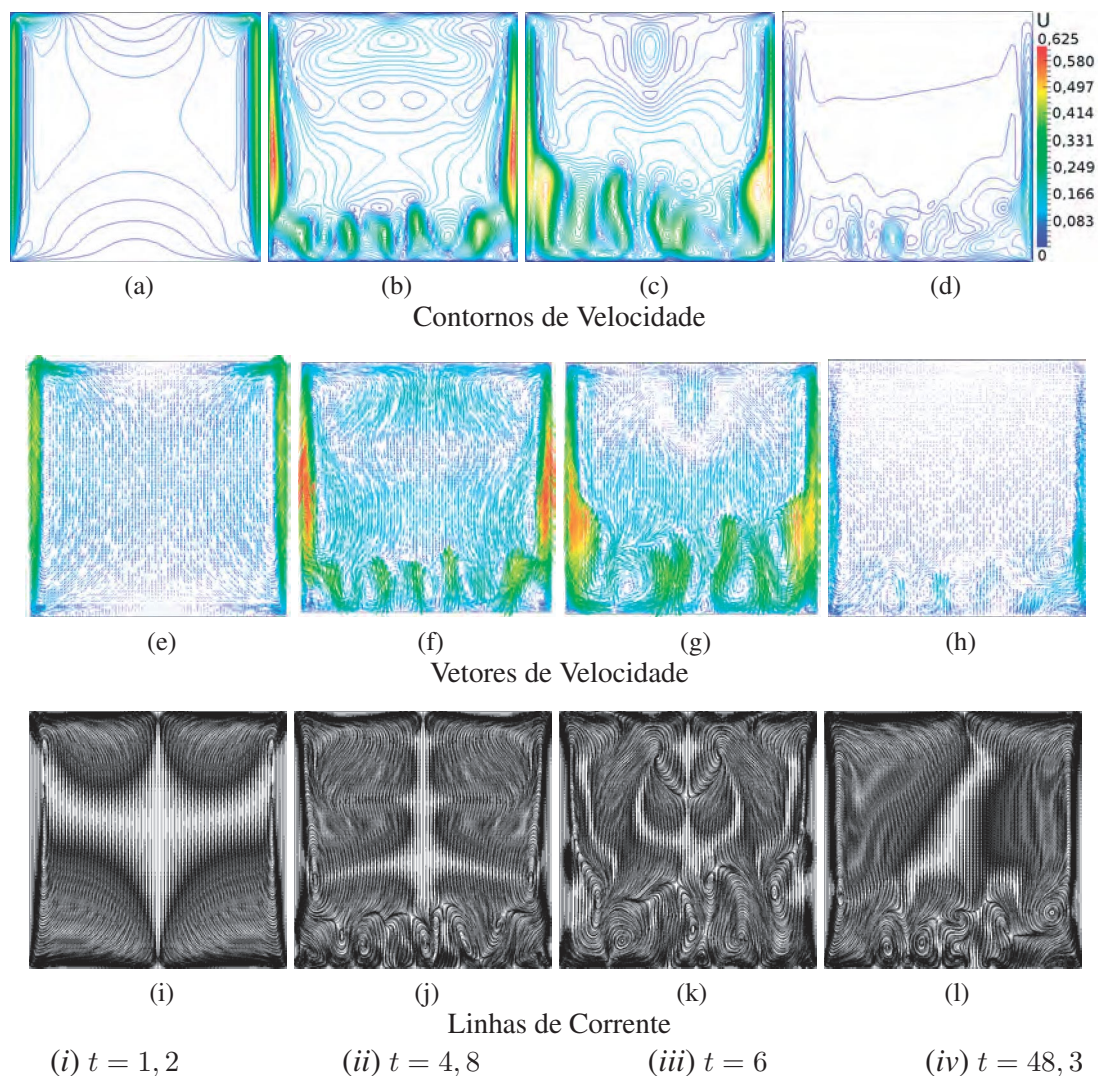 U
0,625
0,580
0,497
0,414
0,331
0,249
0,166
0,083
0
(a) (b) (c) (d)
Contornos de Velocidade
(e) (f) (g) (h)
Vetores de Velocidade
(i) (j) (k) (l)
Linhas de Corrente
(i) t = 1, 2 (ii) t = 4, 8 (iii) t = 6 (iv) t = 48, 3